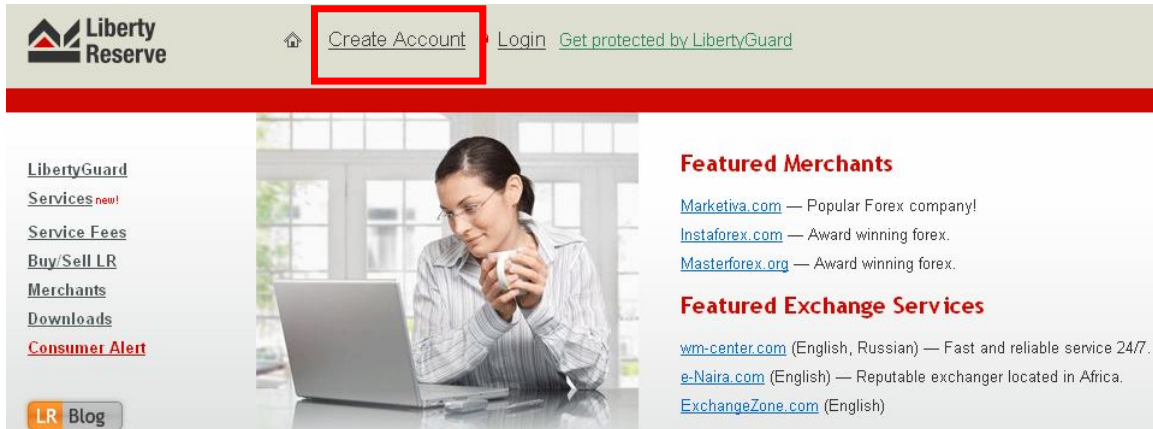 Liberty
Reserve
Create Account
Login
Get protected by LibertyGuard
LibertyGuard
Services new!
Service Fees
Buy/Sell LR
Merchants
Downloads
Consumer Alert
LR Blog
Featured Merchants
Marketiva.com — Popular Forex company!
Instaforex.com — Award winning forex.
Masterforex.org — Award winning forex.
Featured Exchange Services
wm-center.com (English, Russian) — Fast and reliable service 24/7.
e-Naira.com (English) — Reputable exchanger located in Africa.
ExchangeZone.com (English)